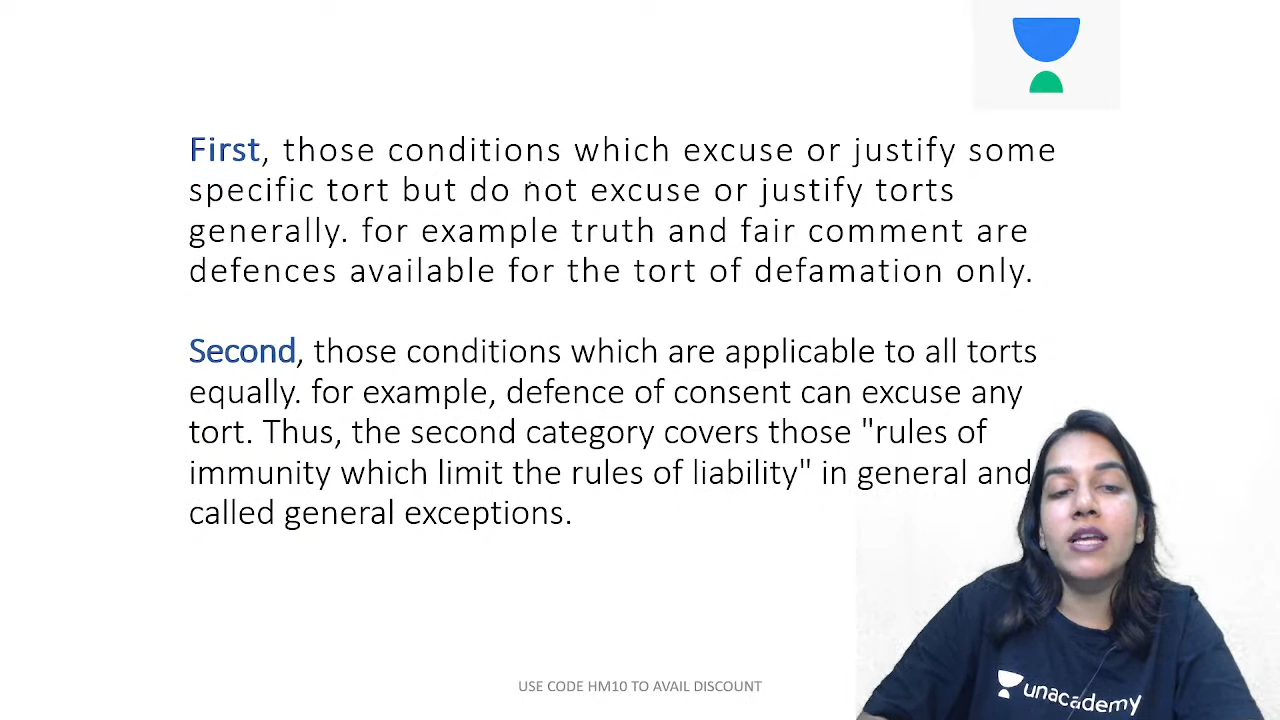 First, those conditions which excuse or justify some
specific tort but do not excuse or justify torts
generally. for example truth and fair comment are
defences available for the tort of defamation only.
Second, those conditions which are applicable to all torts
equally. for example, defence of consent can excuse any
tort. Thus, the second category covers those "rules of
immunity which limit the rules of liability" in general and
called general exceptions.
unacademy
USE CODE HM10 TO AVAIL DISCOUNT